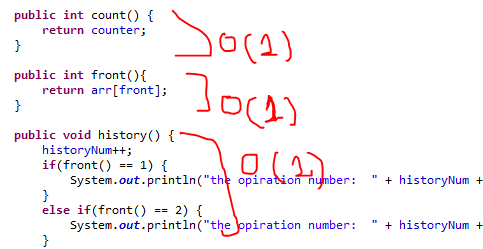 public int count() {
return counter;
}
O(1)
public int front(){
return arr[front];
}
O(1)
public void history() {
historyNum++;
O(1)
if(front() == 1) {
System.out.println("the opiration number:  " + historyNum +
}
else if(front() == 2) {
System.out.println("the opiration number:  " + historyNum +
}